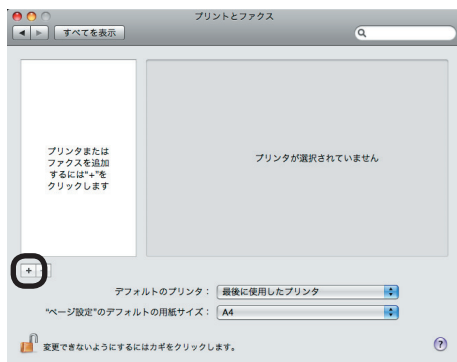 プリントとファクス
すべてを表示
プリンタまたは
ファクスを追加
するには"+"を
クリックします
プリンタが選択されていません
+ −
デフォルトのプリンタ： 最後に使用したプリンタ
"ページ設定"のデフォルトの用紙サイズ： A4
変更できないようにするにはカギをクリックします。
?